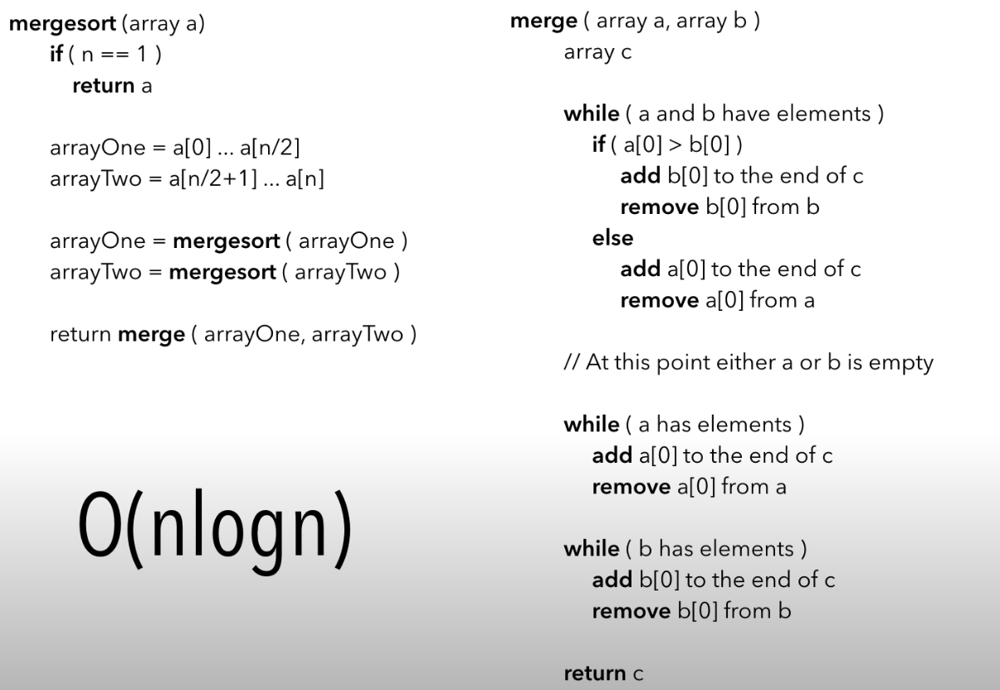 mergesort (array a)
if ( n == 1 )
return a
arrayOne = a[0] ... a[n/2]
arrayTwo = a[n/2+1] ... a[n]
arrayOne = mergesort ( arrayOne )
arrayTwo = mergesort ( arrayTwo )
return merge ( arrayOne, arrayTwo )
O(nlogn)
merge ( array a, array b )
array c
while ( a and b have elements )
if ( a[0] > b[0] )
add b[0] to the end of c
remove b[0] from b
else
add a[0] to the end of c
remove a[0] from a
// At this point either a or b is empty
while ( a has elements )
add a[0] to the end of c
remove a[0] from a
while ( b has elements )
add b[0] to the end of c
remove b[0] from b
return c